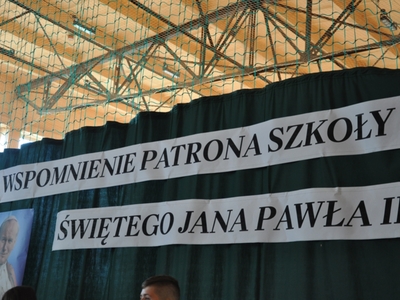 WSPOMNIENIE PATRONA SZKOŁY
ŚWIĘTEGO JANA PAWŁA II